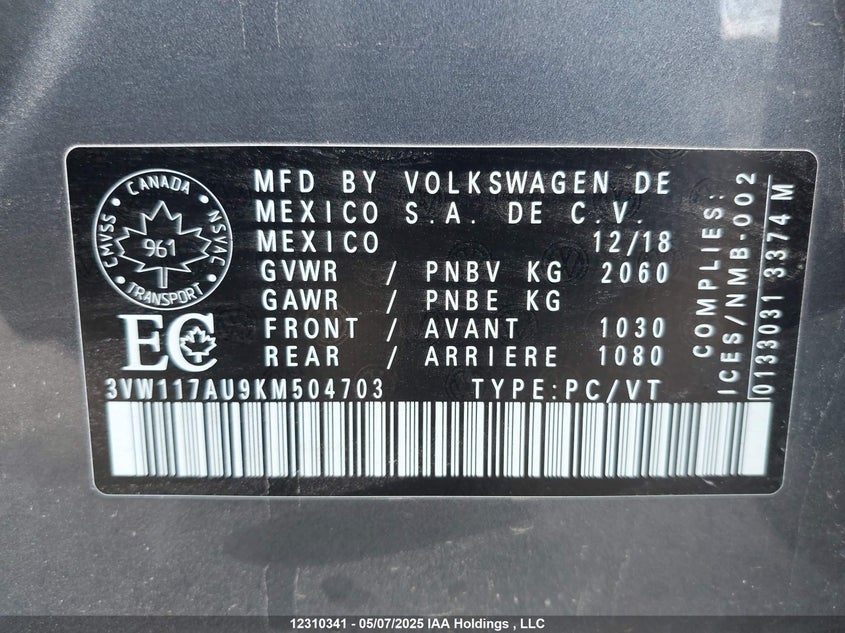 CANADA
CMVSS
NSVAC
961
TRANSPORT
EC
MFD BY VOLKSWAGEN DE
MEXICO S.A. DE C.V.
MEXICO 12/18
GVWR / PNBV KG 2060
GAWR / PNBE KG
FRONT / AVANT 1030
REAR / ARRIERE 1080
3VW117AU9KM504703 TYPE:PC/VT
COMPLIES:
ICES/NMB-002
0133031 3374 M
12310341 - 05/07/2025 IAA Holdings , LLC